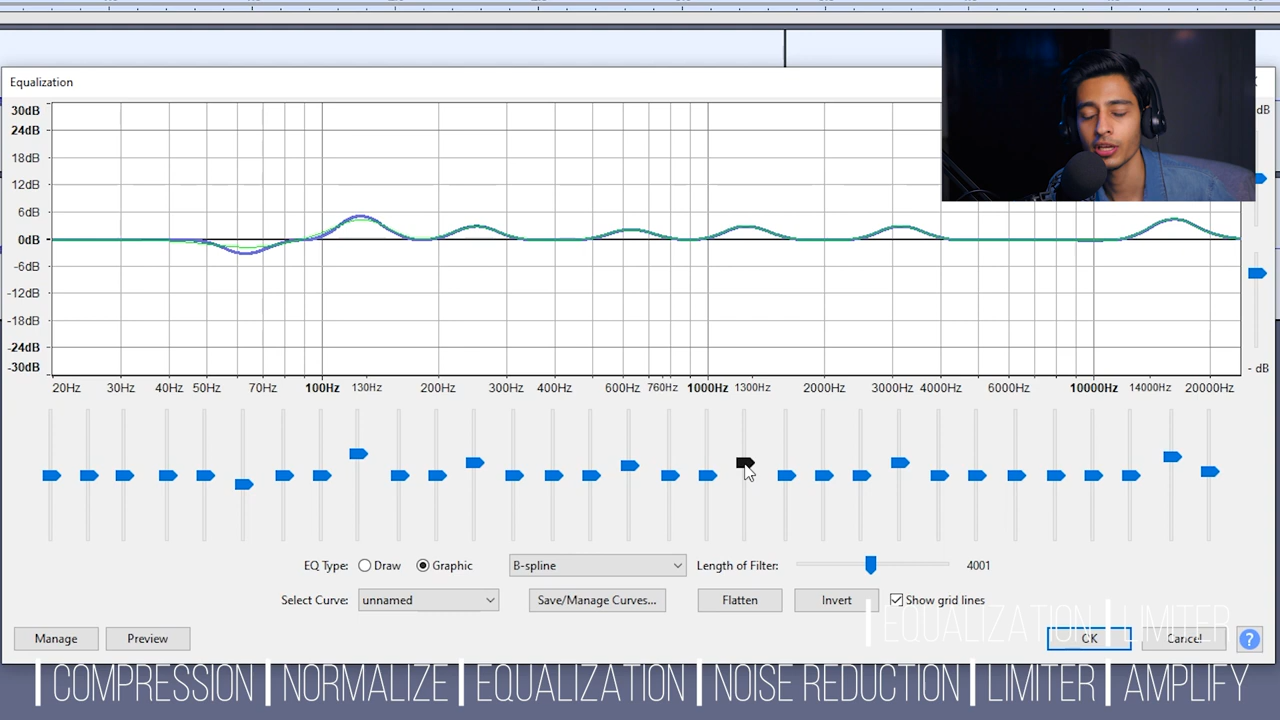 Equalization
dB
30dB
24dB
18dB
12dB
6dB
0dB
-6dB
-12dB
-18dB
-24dB
-30dB
- dB
20Hz 30Hz 40Hz 50Hz 70Hz 100Hz 130Hz 200Hz 300Hz 400Hz 600Hz 760Hz 1000Hz 1300Hz 2000Hz 3000Hz 4000Hz 6000Hz 10000Hz 14000Hz 20000Hz
EQ Type: Draw Graphic B-spline Length of Filter: 4001
Select Curve: unnamed Save/Manage Curves... Flatten Invert Show grid lines
| EQUALIZATION | LIMITER
Manage Preview OK Cancel ?
| COMPRESSION | NORMALIZE | EQUALIZATION | NOISE REDUCTION | LIMITER | AMPLIFY